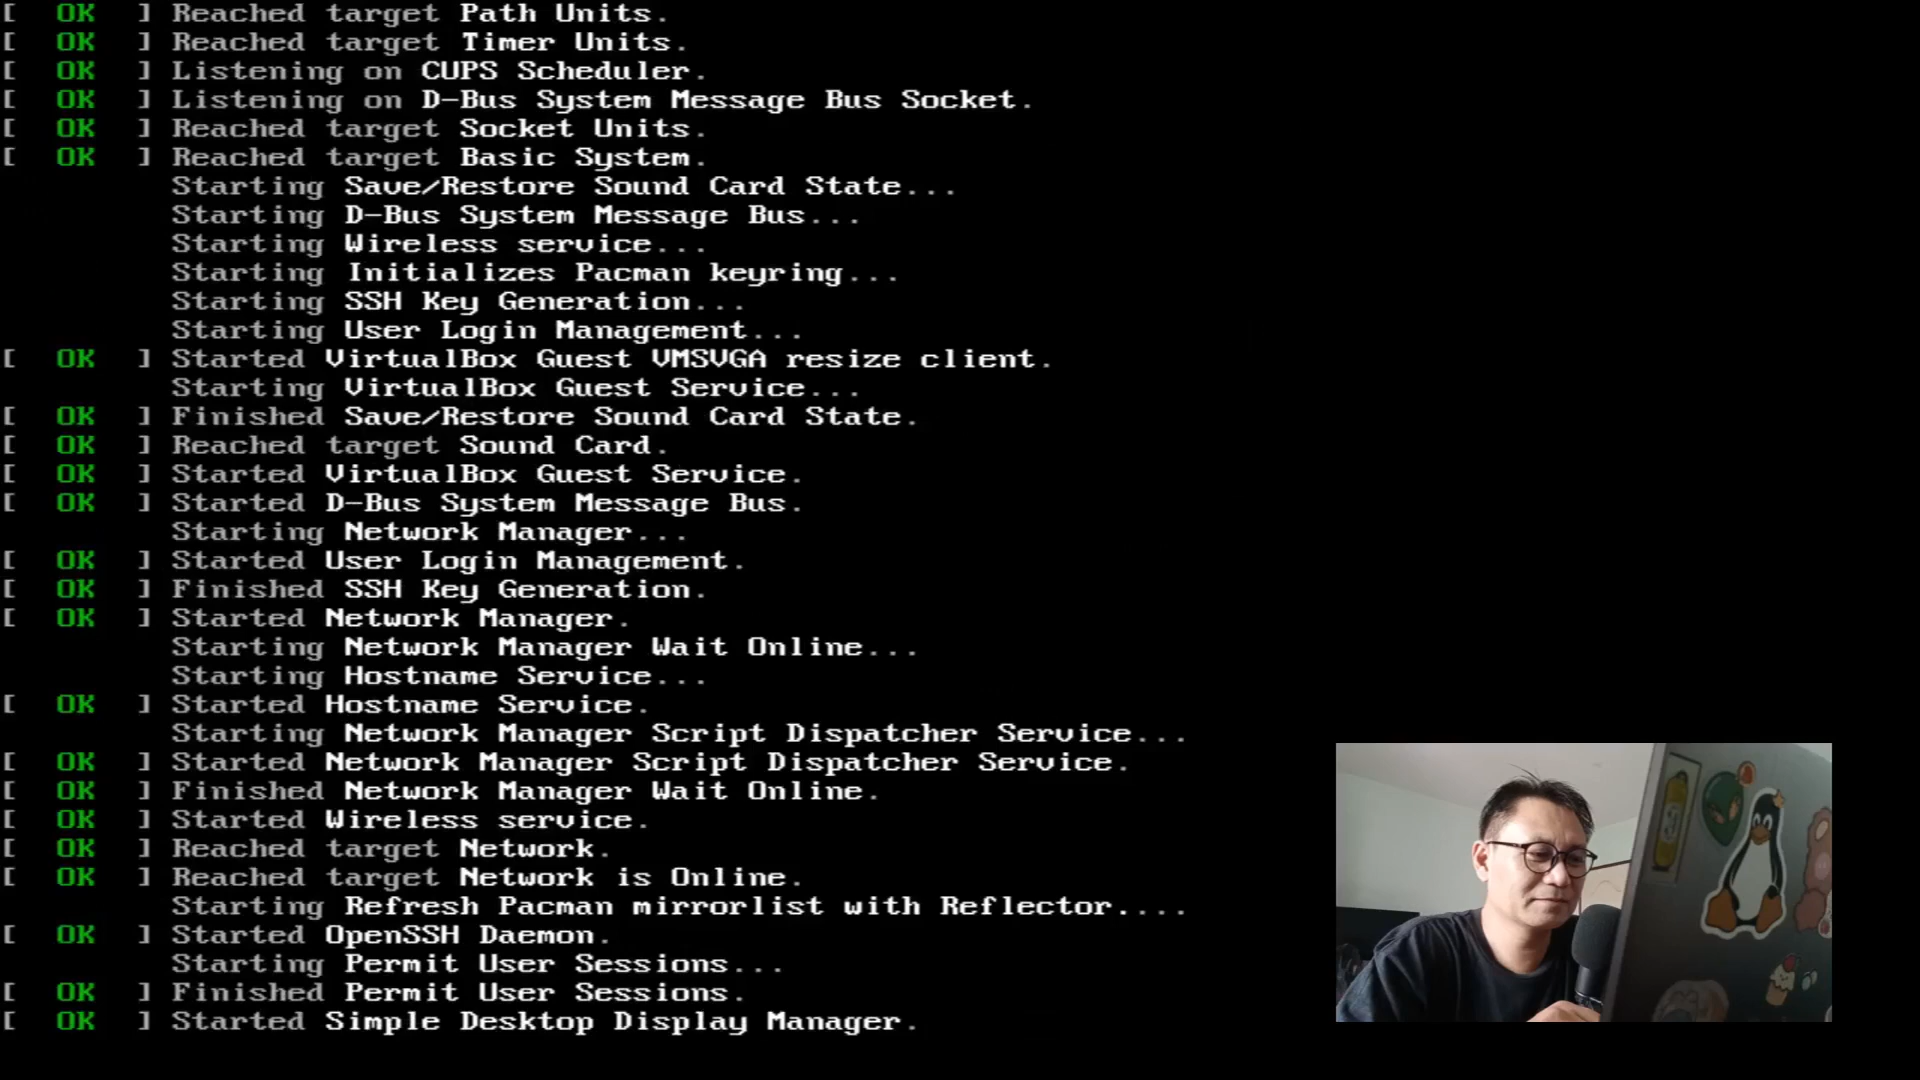 [ OK ] Reached target Path Units.
[ OK ] Reached target Timer Units.
[ OK ] Listening on CUPS Scheduler.
[ OK ] Listening on D-Bus System Message Bus Socket.
[ OK ] Reached target Socket Units.
[ OK ] Reached target Basic System.
Starting Save/Restore Sound Card State...
Starting D-Bus System Message Bus...
Starting Wireless service...
Starting Initializes Pacman keyring...
Starting SSH Key Generation...
Starting User Login Management...
[ OK ] Started VirtualBox Guest VMSVGA resize client.
Starting VirtualBox Guest Service...
[ OK ] Finished Save/Restore Sound Card State.
[ OK ] Reached target Sound Card.
[ OK ] Started VirtualBox Guest Service.
[ OK ] Started D-Bus System Message Bus.
Starting Network Manager...
[ OK ] Started User Login Management.
[ OK ] Finished SSH Key Generation.
[ OK ] Started Network Manager.
Starting Network Manager Wait Online...
Starting Hostname Service...
[ OK ] Started Hostname Service.
Starting Network Manager Script Dispatcher Service...
[ OK ] Started Network Manager Script Dispatcher Service.
[ OK ] Finished Network Manager Wait Online.
[ OK ] Started Wireless service.
[ OK ] Reached target Network.
[ OK ] Reached target Network is Online.
Starting Refresh Pacman mirrorlist with Reflector....
[ OK ] Started OpenSSH Daemon.
Starting Permit User Sessions...
[ OK ] Finished Permit User Sessions.
[ OK ] Started Simple Desktop Display Manager.